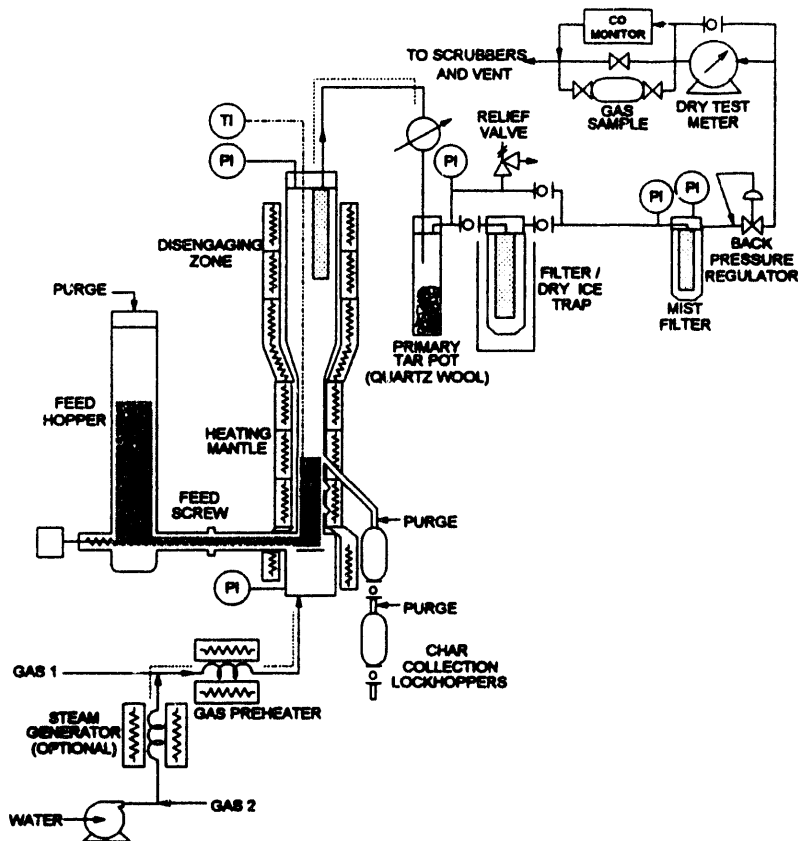 CO
MONITOR
TO SCRUBBERS
AND VENT
GAS
SAMPLE
DRY TEST
METER
RELIEF
VALVE
TI
PI
PI
PI
PI
DISENGAGING
ZONE
FILTER /
DRY ICE
TRAP
BACK
PRESSURE
REGULATOR
MIST
FILTER
PURGE
PRIMARY
TAR POT
(QUARTZ WOOL)
FEED
HOPPER
HEATING
MANTLE
FEED
SCREW
PURGE
PI
PURGE
CHAR
COLLECTION
LOCKHOPPERS
GAS 1
GAS PREHEATER
STEAM
GENERATOR
(OPTIONAL)
GAS 2
WATER